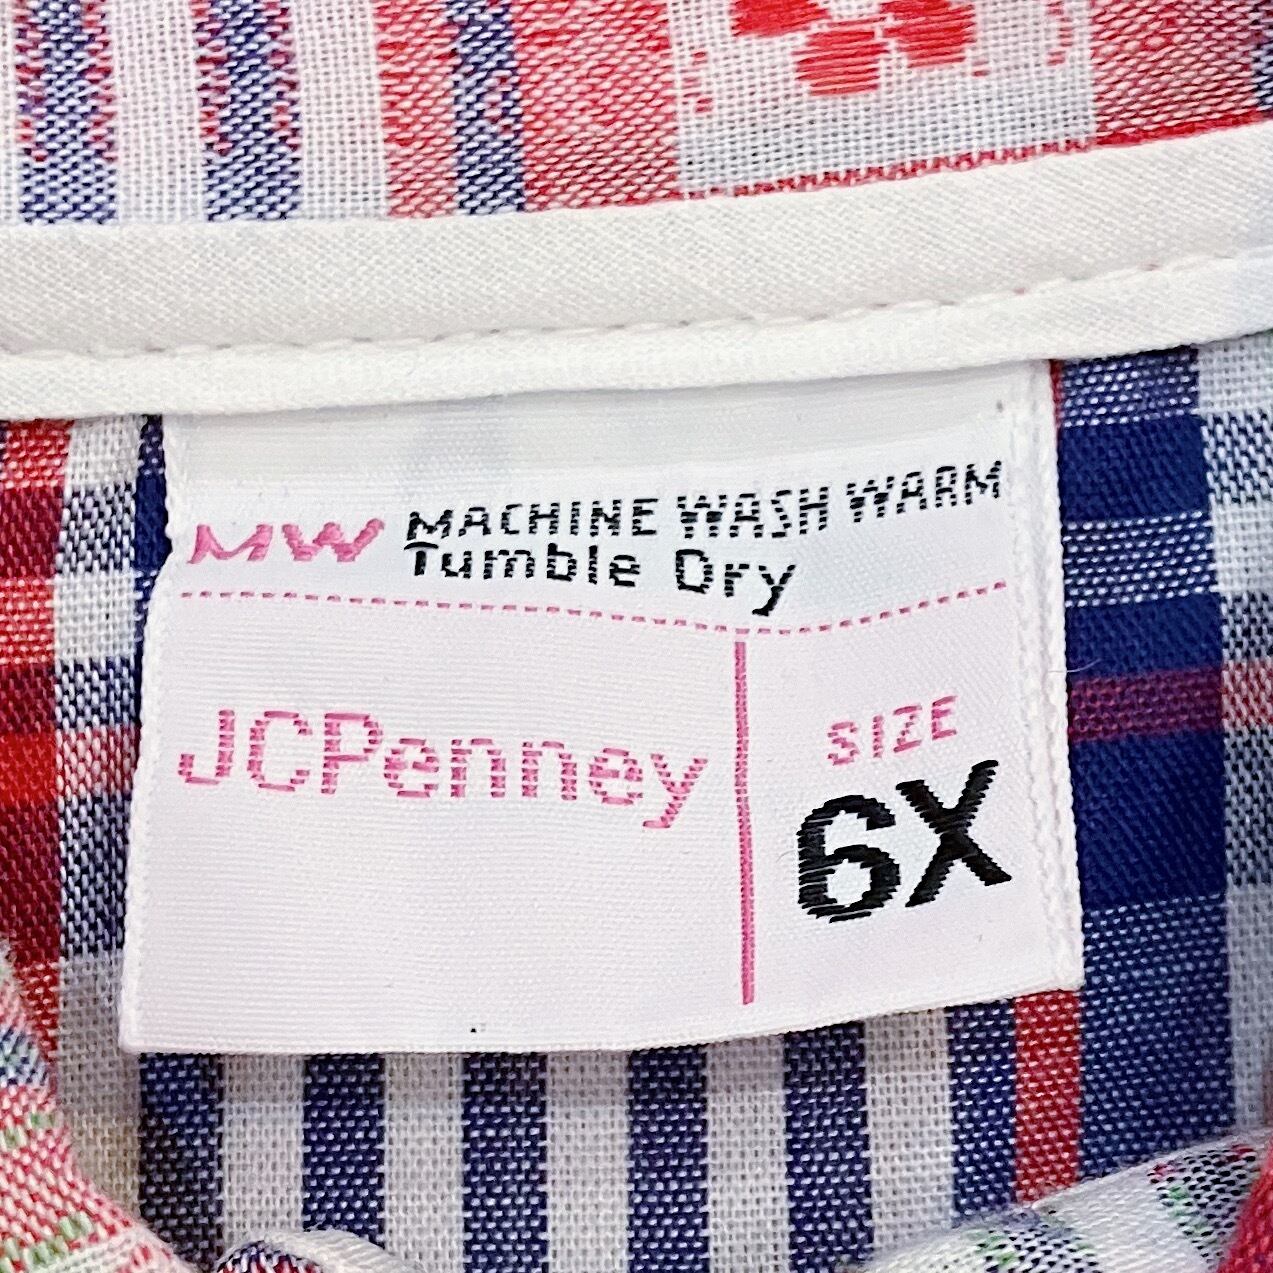 MW MACHINE WASH WARM
Tumble Dry
JCPenney
SIZE
6X